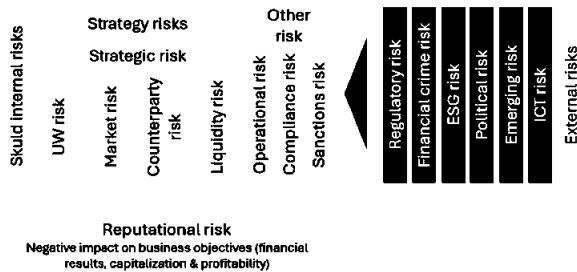 Skuld internal risks
Strategy risks
Strategic risk
Other
risk
UW risk
Market risk
Counterparty
risk
Liquidity risk
Operational risk
Compliance risk
Sanctions risk
Regulatory risk
Financial crime risk
ESG risk
Political risk
Emerging risk
ICT risk
External risks
Reputational risk
Negative impact on business objectives (financial
results, capitalization & profitability)